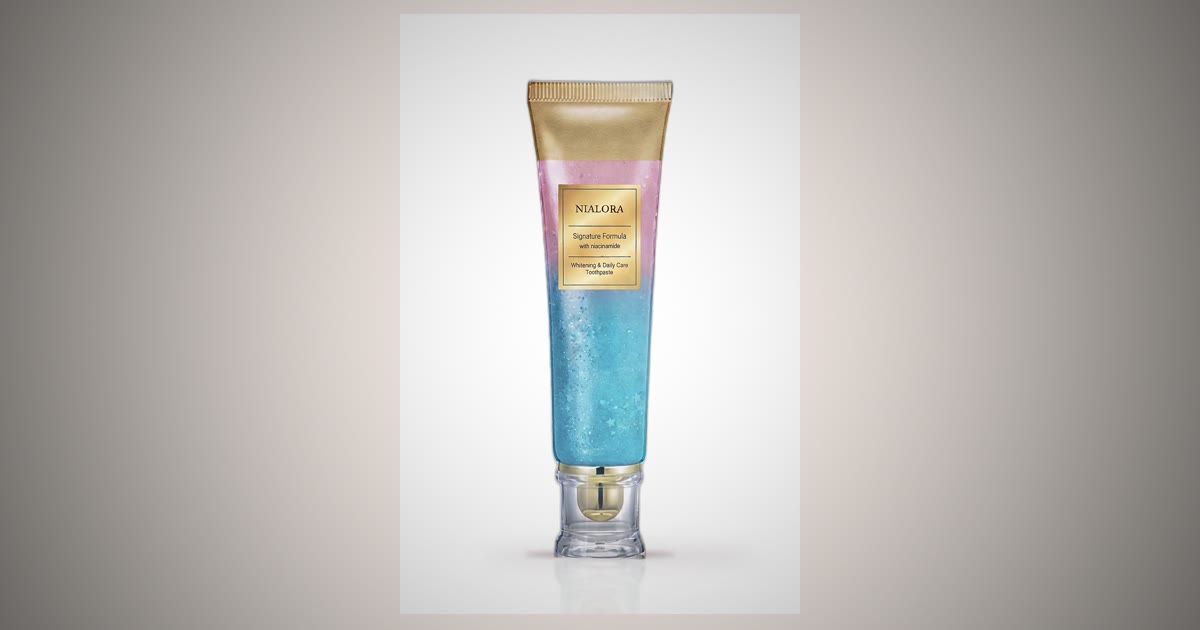 NIALORA
Signature Formula
with niacinamide
Whitening & Daily Care
Toothpaste